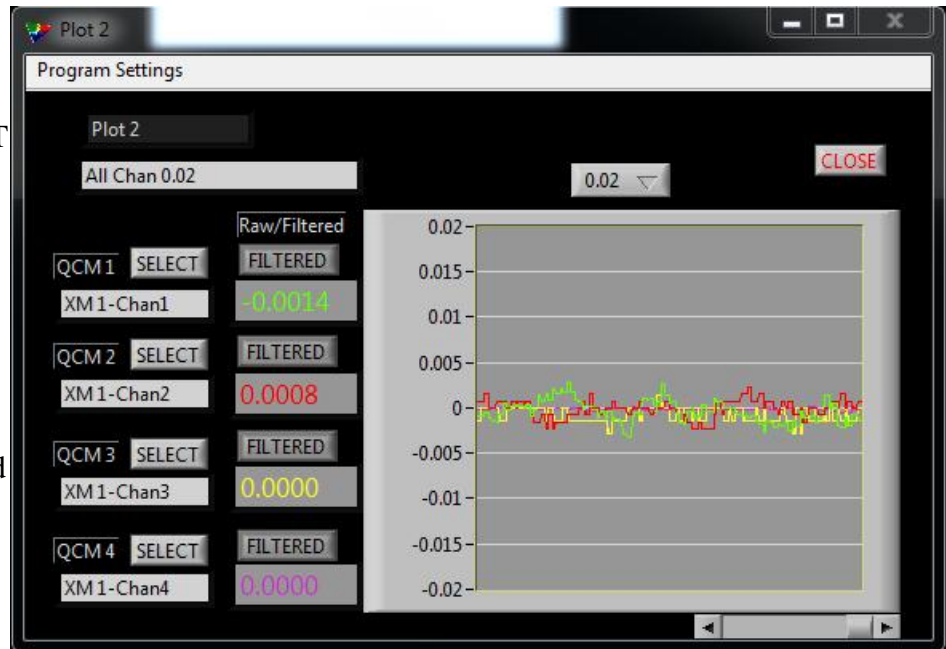 Plot 2
Program Settings
T
Plot 2
CLOSE
All Chan 0.02
0.02
Raw/Filtered
QCM 1 SELECT FILTERED
XM 1-Chan1 -0.0014
QCM 2 SELECT FILTERED
XM 1-Chan2 0.0008
QCM 3 SELECT FILTERED
d
XM 1-Chan3 0.0000
QCM 4 SELECT FILTERED
XM 1-Chan4 0.0000
0.02
0.015
0.01
0.005
0
-0.005
-0.01
-0.015
-0.02